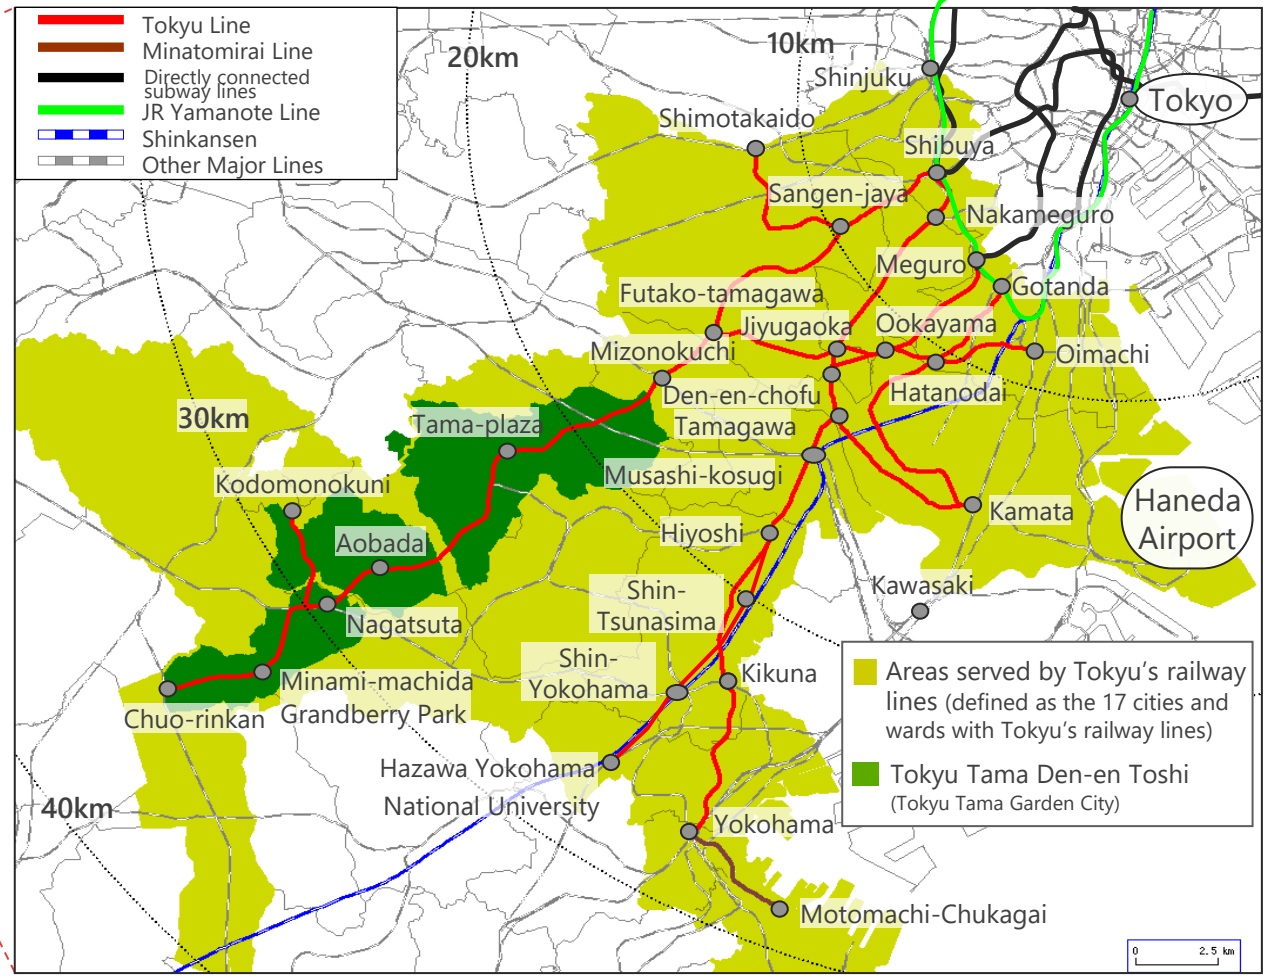 Tokyu Line
Minatomirai Line
Directly connected
subway lines
JR Yamanote Line
Shinkansen
Other Major Lines
20km
10km
Shinjuku
Tokyo
Shimotakaido
Shibuya
Sangen-jaya
Nakameguro
Meguro
Gotanda
Futako-tamagawa
Jiyugaoka
Ookayama
Mizonokuchi
Oimachi
Den-en-chofu
Hatanodai
30km
Tama-plaza
Tamagawa
Musashi-kosugi
Kodomonokuni
Haneda
Airport
Kamata
Hiyoshi
Aobada
Kawasaki
Shin-
Tsunasima
Nagatsuta
Shin-
Yokohama
Kikuna
Minami-machida
Grandberry Park
Chuo-rinkan
Areas served by Tokyu's railway
lines (defined as the 17 cities and
wards with Tokyu's railway lines)
Hazawa Yokohama
National University
Tokyu Tama Den-en Toshi
(Tokyu Tama Garden City)
40km
Yokohama
Motomachi-Chukagai
0 2.5 km